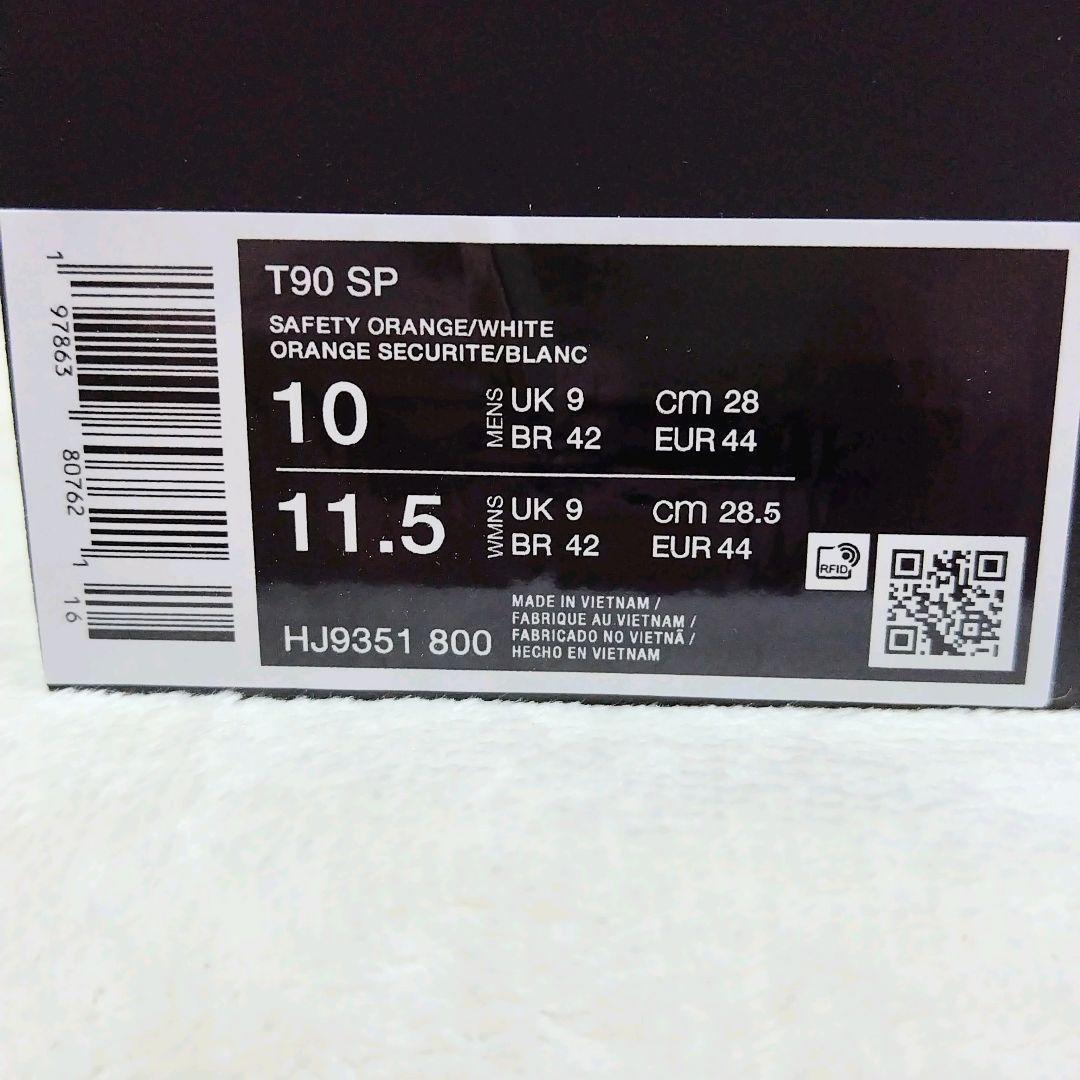 T90 SP
SAFETY ORANGE/WHITE
ORANGE SECURITE/BLANC
10
MENS
UK 9 cm 28
BR 42 EUR 44
11.5
WMNS
UK 9 cm 28.5
BR 42 EUR 44
RFID
HJ9351 800
MADE IN VIETNAM /
FABRIQUE AU VIETNAM /
FABRICADO NO VIETNÃ /
HECHO EN VIETNAM
1 97863 80762 1 16